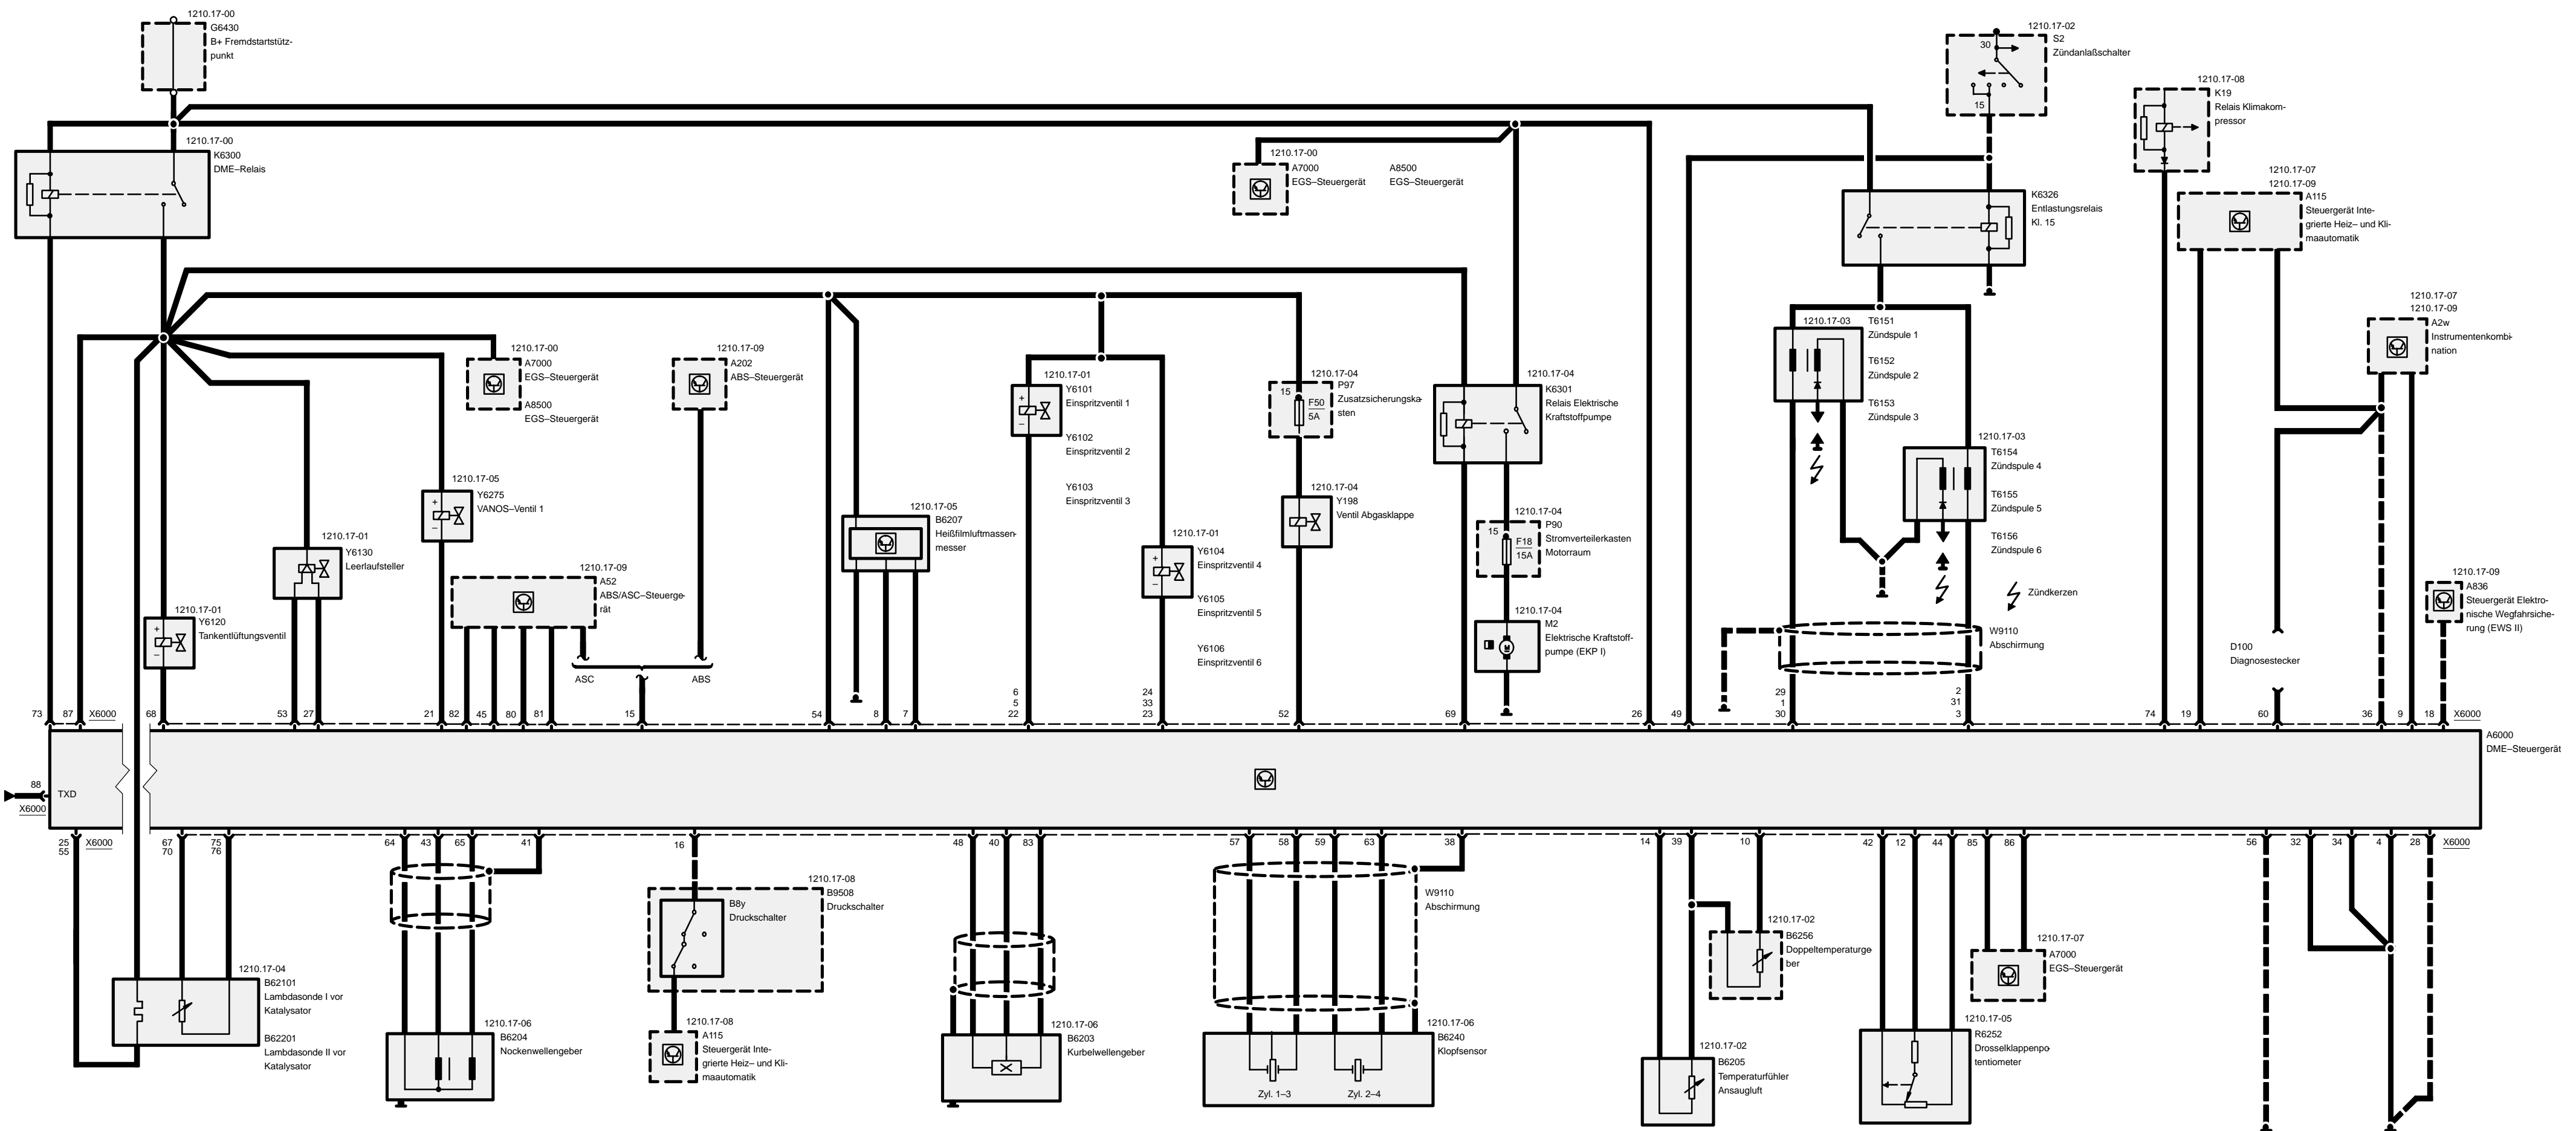 1210.17-00
G6430
B+ Fremdstartstütz-
punkt
1210.17-00
K6300
DME–Relais
1210.17-00
A7000
EGS–Steuergerät
A8500
EGS–Steuergerät
1210.17-02
S2
Zündanlaßschalter
30
15
K6326
Entlastungsrelais
Kl. 15
1210.17-08
K19
Relais Klimakom-
pressor
1210.17-07
1210.17-09
A115
Steuergerät Inte-
grierte Heiz– und Kli-
maautomatik
1210.17-07
1210.17-09
A2w
Instrumentenkombi-
nation
1210.17-00
A7000
EGS–Steuergerät
A8500
EGS–Steuergerät
1210.17-09
A202
ABS–Steuergerät
1210.17-01
Y6101
Einspritzventil 1
Y6102
Einspritzventil 2
Y6103
Einspritzventil 3
1210.17-04
P97
Zusatzsicherungska-
sten
15
F50
5A
1210.17-04
K6301
Relais Elektrische
Kraftstoffpumpe
1210.17-03
T6151
Zündspule 1
T6152
Zündspule 2
T6153
Zündspule 3
1210.17-03
T6154
Zündspule 4
T6155
Zündspule 5
T6156
Zündspule 6
Zündkerzen
1210.17-05
Y6275
VANOS–Ventil 1
1210.17-01
Y6130
Leerlaufsteller
1210.17-01
Y6120
Tankentlüftungsventil
1210.17-09
A52
ABS/ASC–Steuerge-
rät
ASC
ABS
1210.17-05
B6207
Heißfilmluftmassen-
messer
1210.17-01
Y6104
Einspritzventil 4
Y6105
Einspritzventil 5
Y6106
Einspritzventil 6
1210.17-04
Y198
Ventil Abgasklappe
1210.17-04
P90
Stromverteilerkasten
Motorraum
15
F18
15A
1210.17-04
M2
Elektrische Kraftstoff-
pumpe (EKP I)
M
W9110
Abschirmung
D100
Diagnosestecker
1210.17-09
A836
Steuergerät Elektro-
nische Wegfahrsiche-
rung (EWS II)
73
87
X6000
68
53
27
21
82
45
80
81
15
54
8
7
6
5
22
24
33
23
52
69
26
49
29
1
30
2
31
3
74
19
60
36
9
18
X6000
A6000
DME–Steuergerät
88
X6000
TXD
25
55
X6000
67
70
75
76
64
43
65
41
16
48
40
83
57
58
59
63
38
14
39
10
42
12
44
85
86
56
32
34
4
28
X6000
1210.17-04
B62101
Lambdasonde I vor
Katalysator
B62201
Lambdasonde II vor
Katalysator
1210.17-06
B6204
Nockenwellengeber
1210.17-08
B9508
Druckschalter
B8y
Druckschalter
1210.17-08
A115
Steuergerät Inte-
grierte Heiz– und Kli-
maautomatik
1210.17-06
B6203
Kurbelwellengeber
W9110
Abschirmung
1210.17-06
B6240
Klopfsensor
Zyl. 1–3
Zyl. 2–4
1210.17-02
B6256
Doppeltemperaturge-
ber
1210.17-02
B6205
Temperaturfühler
Ansaugluft
1210.17-07
A7000
EGS–Steuergerät
1210.17-05
R6252
Drosselklappenpo-
tentiometer